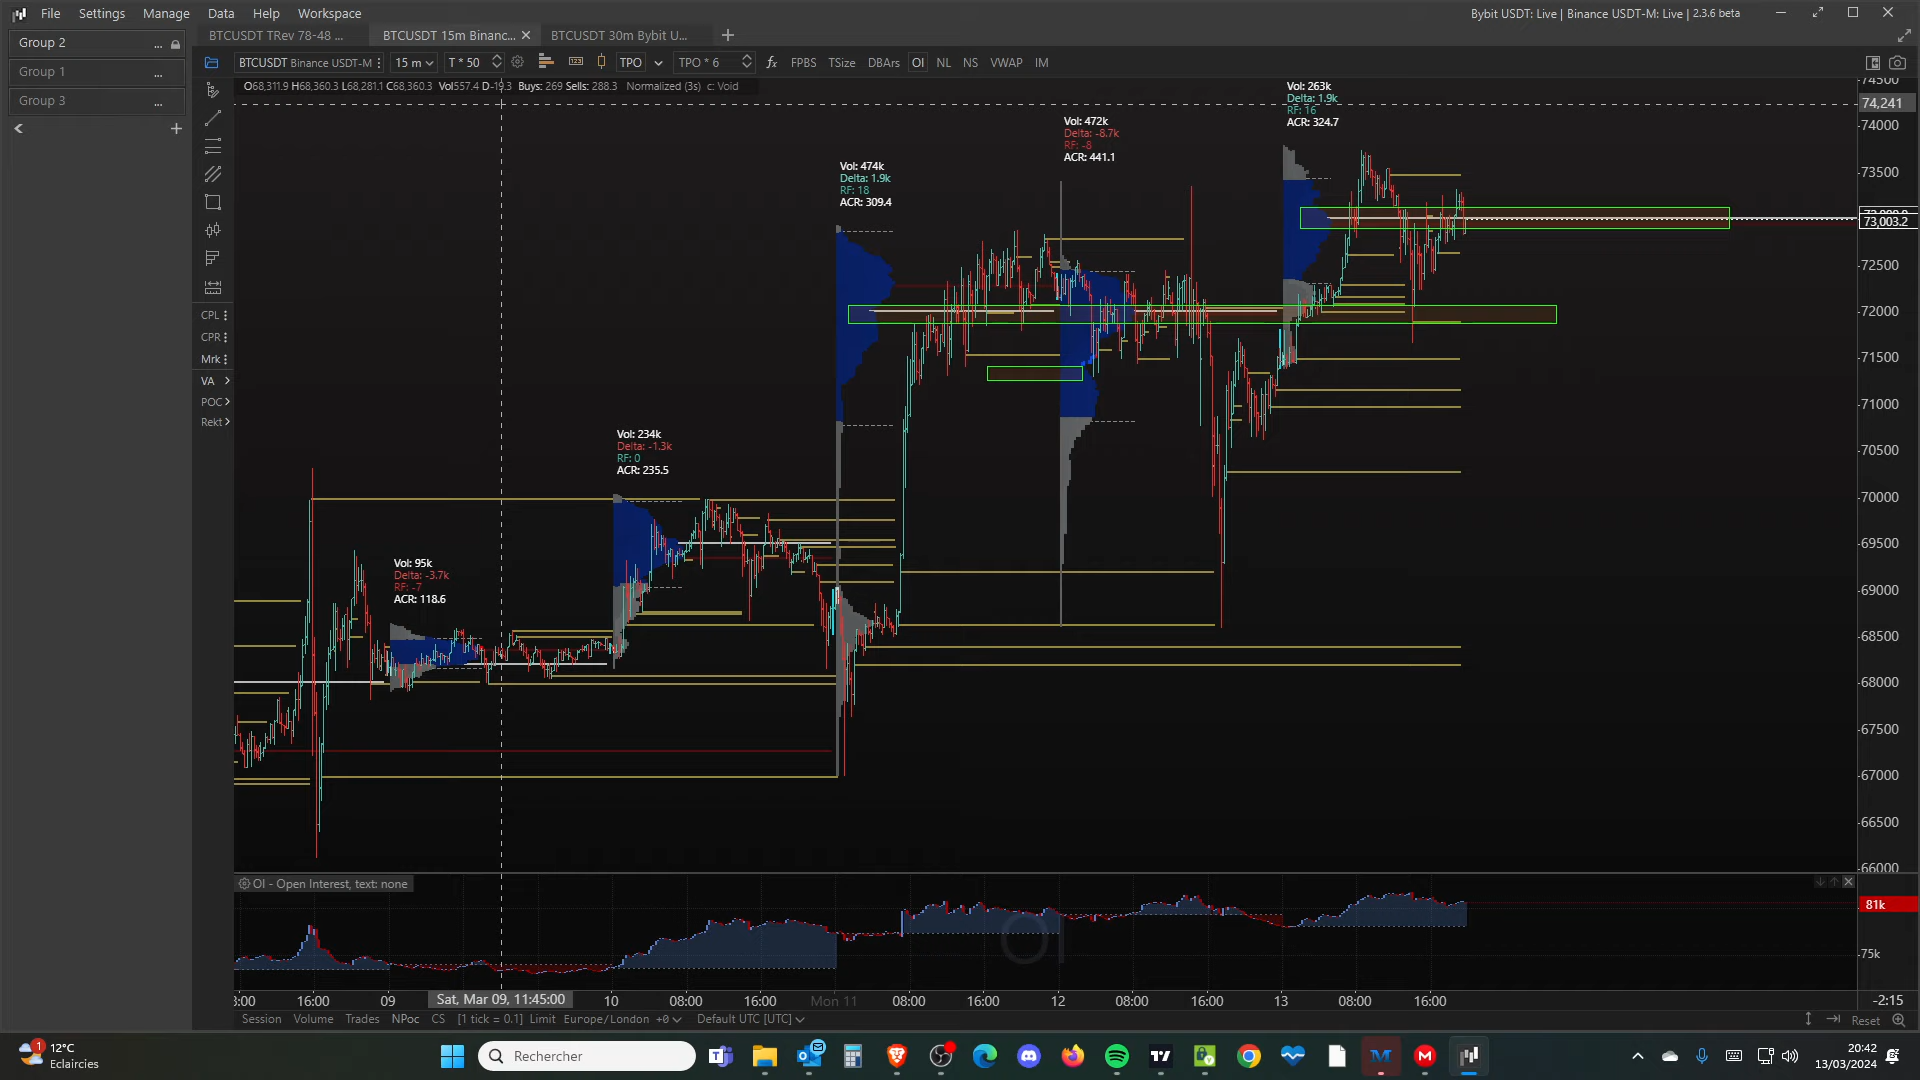 File Settings Manage Data Help Workspace
Bybit USDT: Live | Binance USDT-M: Live | 2.3.6 beta
Group 2 ...
Group 1 ...
Group 3 ...
BTCUSDT TRev 78-48 ...
BTCUSDT 15m Binanc...
BTCUSDT 30m Bybit U...
BTCUSDT Binance USDT-M
15 m
T * 50
TPO
TPO * 6
fx FPBS TSize DBArs OI NL NS VWAP IM
O68,311.9 H68,360.3 L68,281.1 C68,360.3 Vol557.4 D-19.3 Buys: 269 Sells: 288.3 Normalized (3s) c: Void
CPL
CPR
Mrk
VA
POC
Rekt
Vol: 95k
Delta: -3.7k
RF: -7
ACR: 118.6
Vol: 234k
Delta: -1.3k
RF: 0
ACR: 235.5
Vol: 474k
Delta: 1.9k
RF: 18
ACR: 309.4
Vol: 472k
Delta: -8.7k
RF: -8
ACR: 441.1
Vol: 263k
Delta: 1.9k
RF: 16
ACR: 324.7
74500
74,241
74000
73500
73,003.2
72500
72000
71500
71000
70500
70000
69500
69000
68500
68000
67500
67000
66500
66000
OI - Open Interest, text: none
OI
81k
75k
3:00 16:00 09 Sat, Mar 09, 11:45:00 10 08:00 16:00 Mon 11 08:00 16:00 12 08:00 16:00 13 08:00 16:00
-2:15
Session Volume Trades NPoc CS [1 tick = 0.1] Limit Europe/London +0 Default UTC [UTC]
Reset
1
12°C
Eclaircies
Rechercher
20:42
13/03/2024